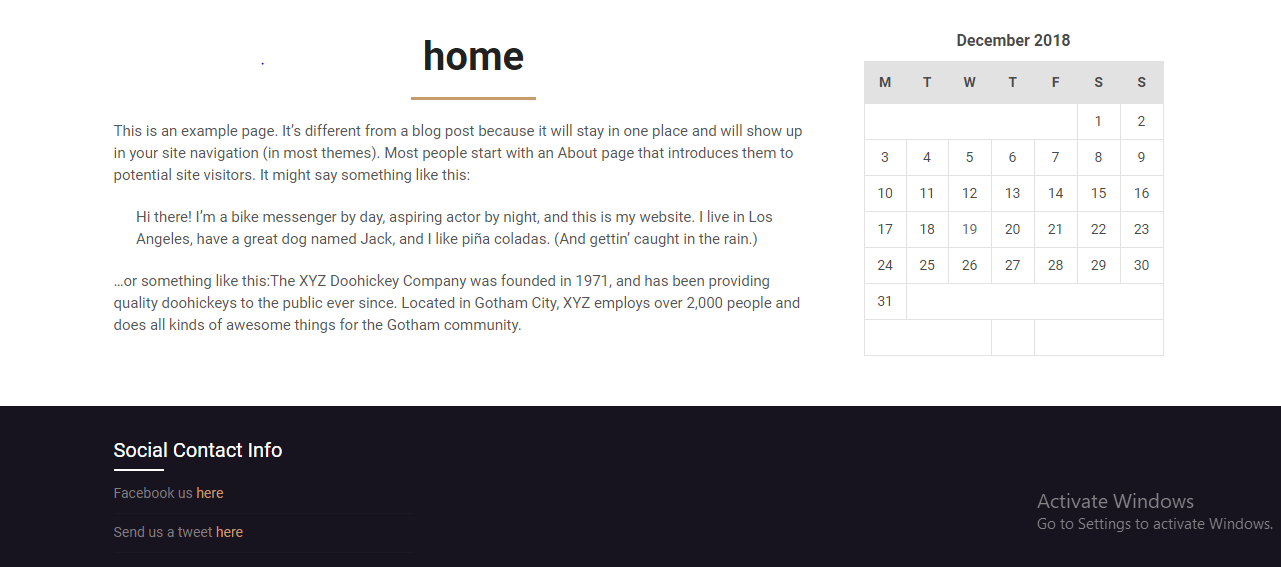 home
This is an example page. It’s different from a blog post because it will stay in one place and will show up
in your site navigation (in most themes). Most people start with an About page that introduces them to
potential site visitors. It might say something like this:
Hi there! I’m a bike messenger by day, aspiring actor by night, and this is my website. I live in Los
Angeles, have a great dog named Jack, and I like piña coladas. (And gettin’ caught in the rain.)
…or something like this:The XYZ Doohickey Company was founded in 1971, and has been providing
quality doohickeys to the public ever since. Located in Gotham City, XYZ employs over 2,000 people and
does all kinds of awesome things for the Gotham community.
December 2018
M T W T F S S
1 2
3 4 5 6 7 8 9
10 11 12 13 14 15 16
17 18 19 20 21 22 23
24 25 26 27 28 29 30
31
Social Contact Info
Facebook us here
Send us a tweet here
Activate Windows
Go to Settings to activate Windows.